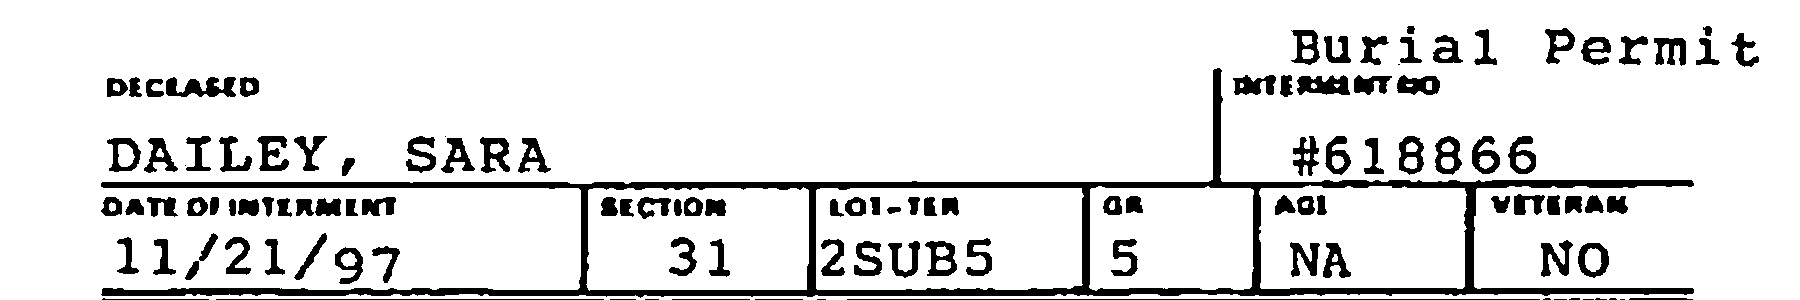 Burial Permit
DECEASED INTERMENT NO
DAILEY, SARA #618866
DATE OF INTERMENT SECTION LOT-TER GR AGE VETERAN
11/21/97 31 2SUB5 5 NA NO